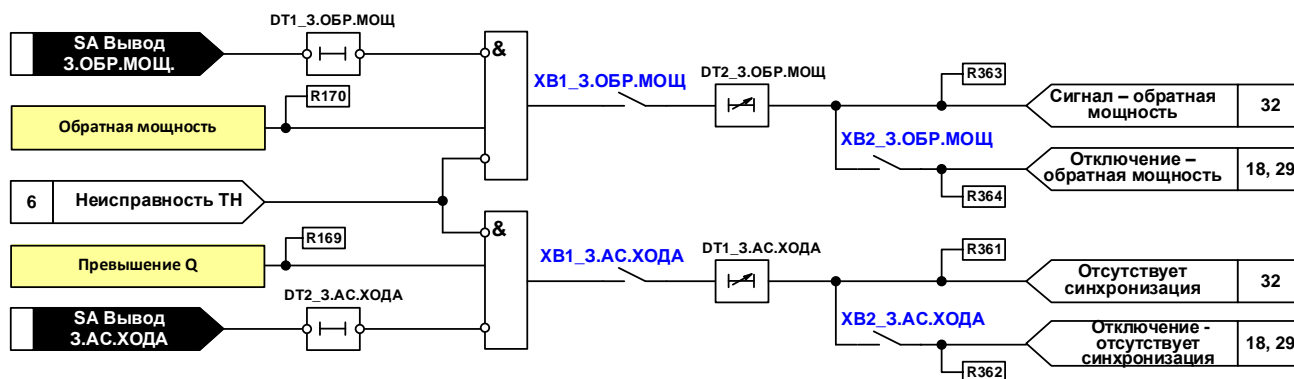 DT1_З.ОБР.МОЩ
SA Вывод
З.ОБР.МОЩ.
&
R170
Обратная мощность
XB1_З.ОБР.МОЩ
DT2_З.ОБР.МОЩ
R363
Сигнал – обратная
мощность
32
XB2_З.ОБР.МОЩ
Отключение –
обратная мощность
18, 29
R364
6
Неисправность ТН
&
R169
Превышение Q
XB1_З.АС.ХОДА
DT1_З.АС.ХОДА
R361
Отсутствует
синхронизация
32
DT2_З.АС.ХОДА
SA Вывод
З.АС.ХОДА
XB2_З.АС.ХОДА
Отключение -
отсутствует
синхронизация
18, 29
R362